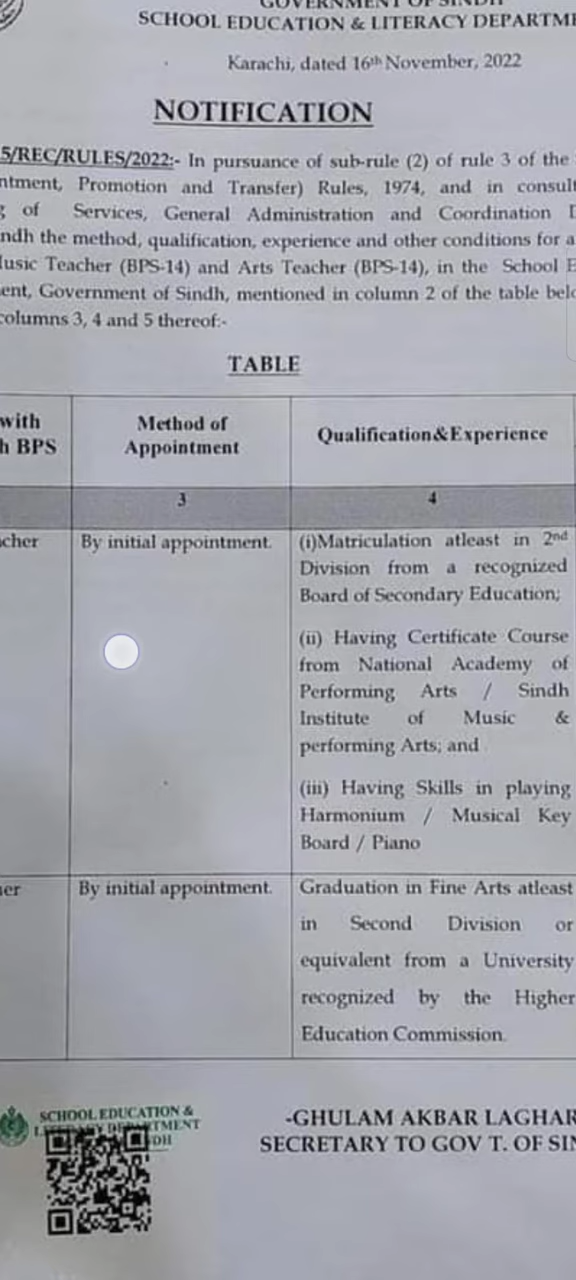 GOVERNMENT OF SINDH
SCHOOL EDUCATION & LITERACY DEPARTME
Karachi, dated 16th November, 2022
NOTIFICATION
5/REC/RULES/2022:- In pursuance of sub-rule (2) of rule 3 of the
ntment, Promotion and Transfer) Rules, 1974, and in consult
g of Services, General Administration and Coordination D
ndh the method, qualification, experience and other conditions for a
usic Teacher (BPS-14) and Arts Teacher (BPS-14), in the School E
ent, Government of Sindh, mentioned in column 2 of the table belo
columns 3, 4 and 5 thereof:-
TABLE
with
h BPS
Method of
Appointment
Qualification&Experience
3
4
cher
By initial appointment.
(i)Matriculation atleast in 2nd
Division from a recognized
Board of Secondary Education;
(ii) Having Certificate Course
from National Academy of
Performing Arts / Sindh
Institute of Music &
performing Arts; and
(iii) Having Skills in playing
Harmonium / Musical Key
Board / Piano
er
By initial appointment.
Graduation in Fine Arts atleast
in Second Division or
equivalent from a University
recognized by the Higher
Education Commission.
SCHOOL EDUCATION &
-GHULAM AKBAR LAGHAR
SECRETARY TO GOV T. OF SIN